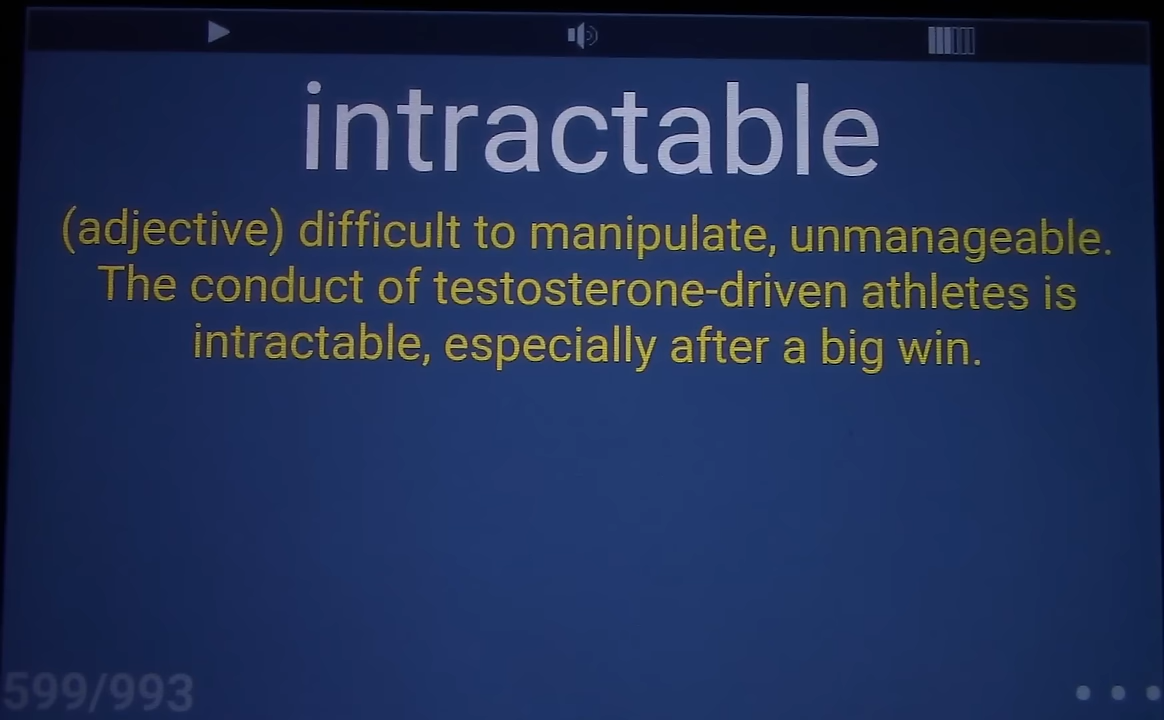 intractable
(adjective) difficult to manipulate, unmanageable.
The conduct of testosterone-driven athletes is
intractable, especially after a big win.
599/993